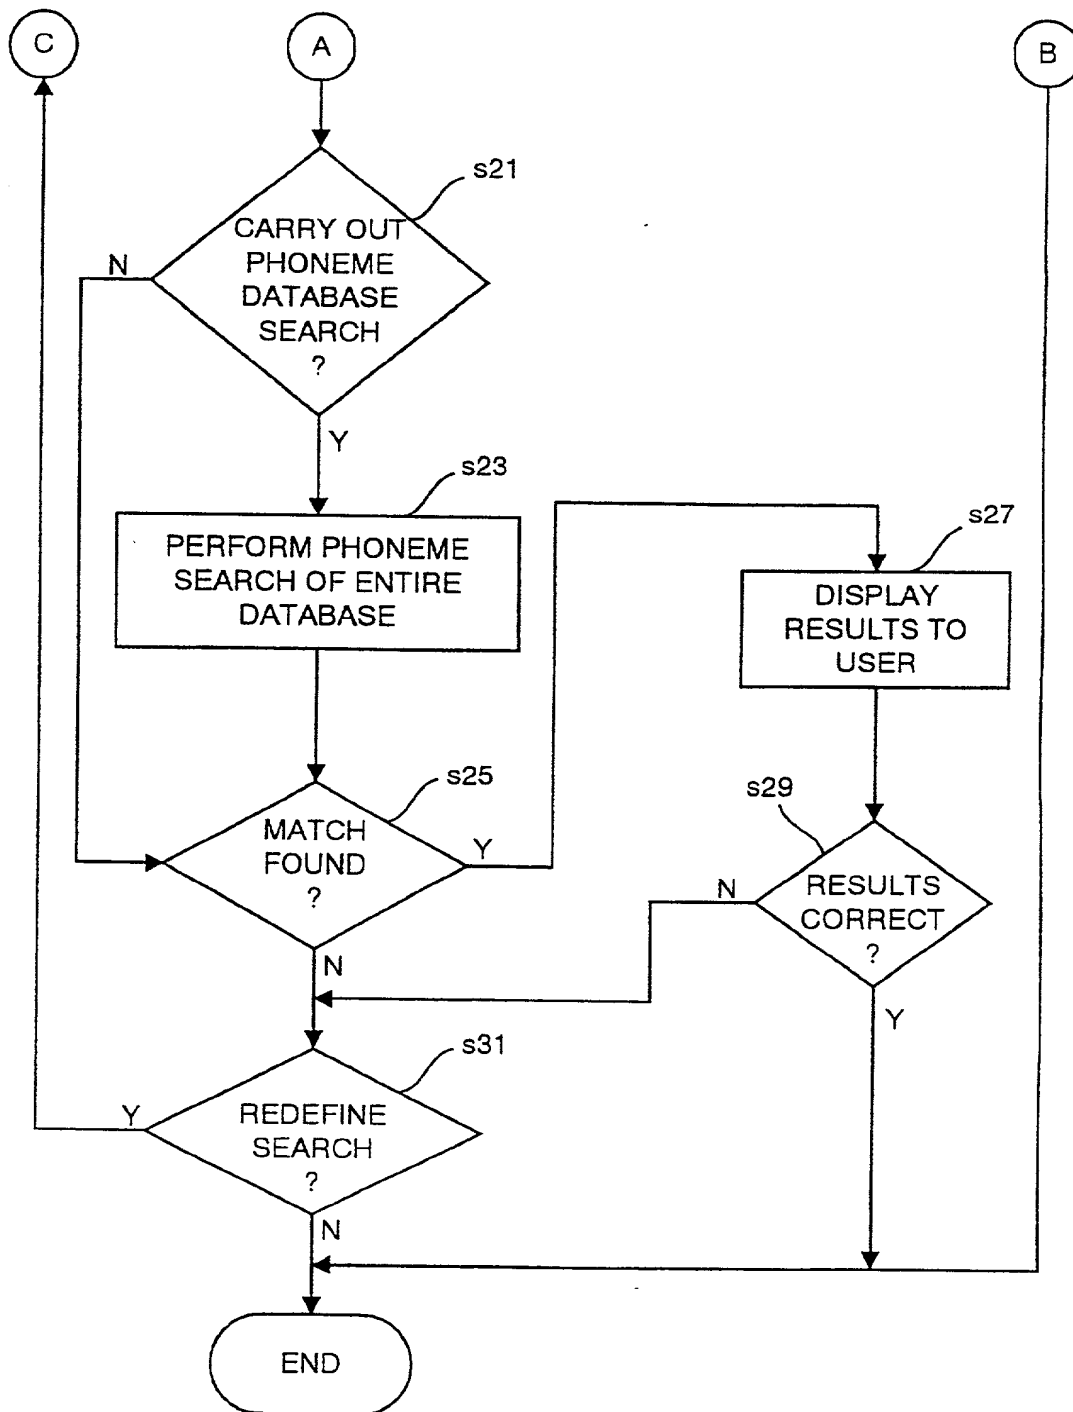 C
A
B
s21
CARRY OUT
PHONEME
DATABASE
SEARCH
?
N
Y
s23
PERFORM PHONEME
SEARCH OF ENTIRE
DATABASE
s27
DISPLAY
RESULTS TO
USER
s25
MATCH
FOUND
?
Y
N
s29
RESULTS
CORRECT
?
N
Y
s31
REDEFINE
SEARCH
?
Y
N
END